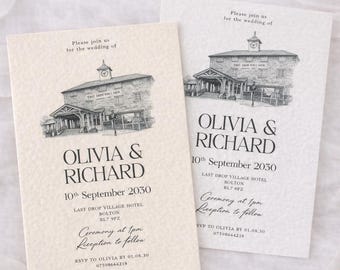 Please join us
for the wedding of
OLIVIA &
RICHARD
10th September 2030
LAST DROP VILLAGE HOTEL
BOLTON
BL7 9PZ
Ceremony at 1pm
Reception to follow
RSVP TO OLIVIA BY 01.08.30
07598664218
Please join us
for the wedding of
OLIVIA &
RICHARD
10th September 2030
LAST DROP VILLAGE HOTEL
BOLTON
BL7 9PZ
Ceremony at 1pm
Reception to follow
RSVP TO OLIVIA BY 01.08.30
07598664218